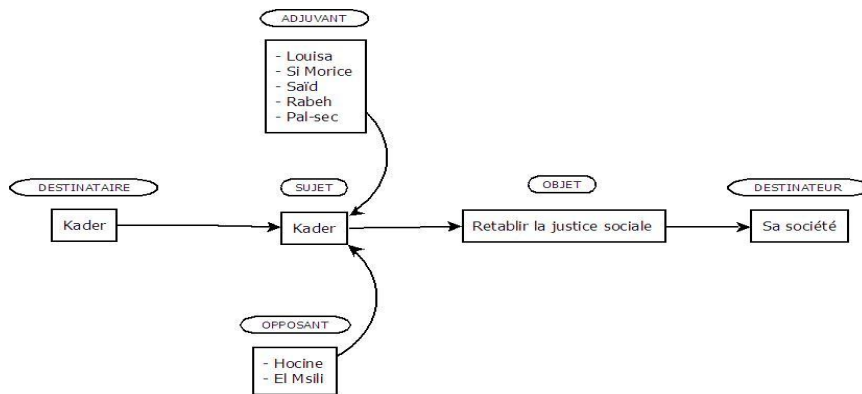 ADJUVANT
- Louisa
- Si Morice
- Saïd
- Rabeh
- Pal-sec
DESTINATAIRE
SUJET
OBJET
DESTINATEUR
Kader
Kader
Retablir la justice sociale
Sa société
OPPOSANT
- Hocine
- El Msili